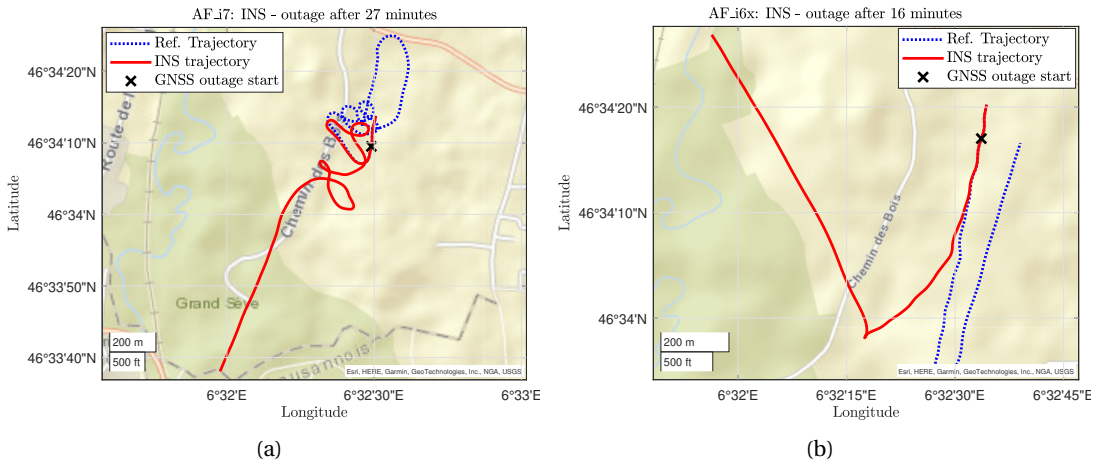 AF_i7: INS - outage after 27 minutes
Ref. Trajectory
INS trajectory
GNSS outage start
46°34'20"N
46°34'10"N
46°34'N
46°33'50"N
46°33'40"N
Latitude
Route de l
Chemin des B
Grand Sève
usannois
200 m
500 ft
Esri, HERE, Garmin, GeoTechnologies, Inc., NGA, USGS
6°32'E
6°32'30"E
6°33'E
Longitude
(a)
AF_i6x: INS - outage after 16 minutes
Ref. Trajectory
INS trajectory
GNSS outage start
46°34'20"N
46°34'10"N
46°34'N
Latitude
Chemin des Bois
200 m
500 ft
Esri, HERE, Garmin, GeoTechnologies, Inc., NGA, USGS
6°32'E
6°32'15"E
6°32'30"E
6°32'45"E
Longitude
(b)